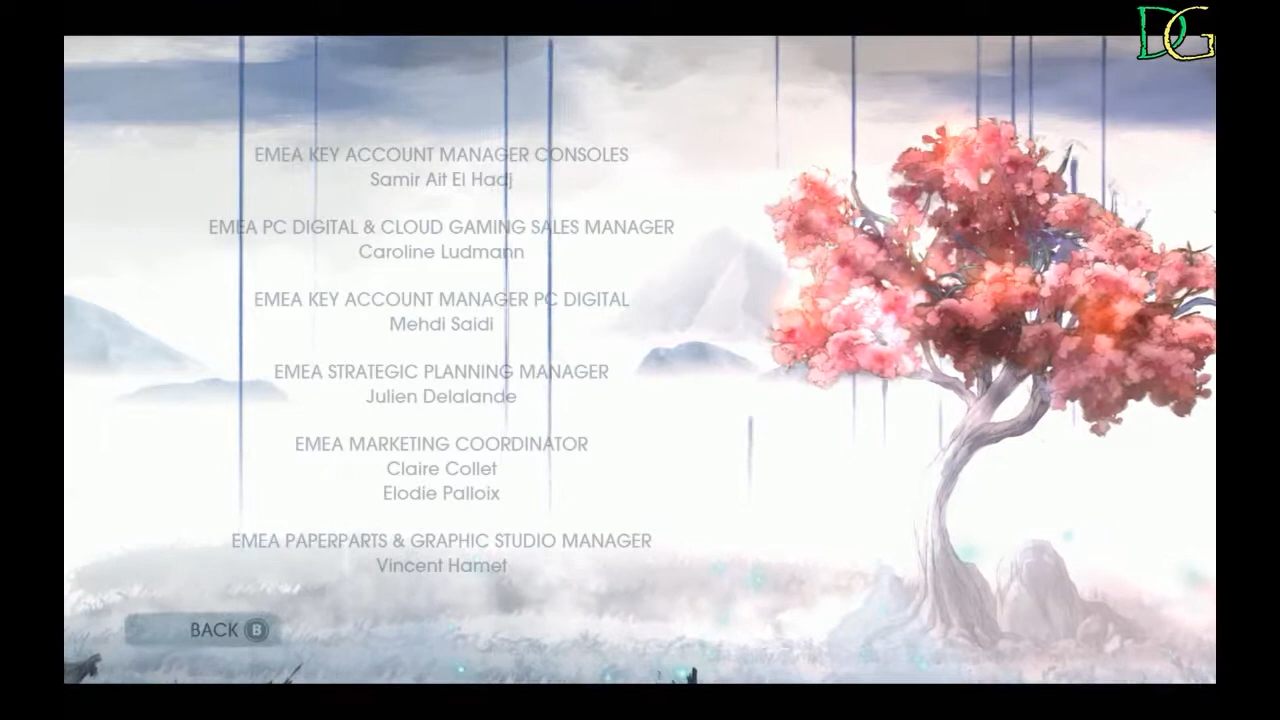 DG
EMEA KEY ACCOUNT MANAGER CONSOLES
Samir Ait El Hadj
EMEA PC DIGITAL & CLOUD GAMING SALES MANAGER
Caroline Ludmann
EMEA KEY ACCOUNT MANAGER PC DIGITAL
Mehdi Saidi
EMEA STRATEGIC PLANNING MANAGER
Julien Delalande
EMEA MARKETING COORDINATOR
Claire Collet
Elodie Palloix
EMEA PAPERPARTS & GRAPHIC STUDIO MANAGER
Vincent Hamet
BACK B